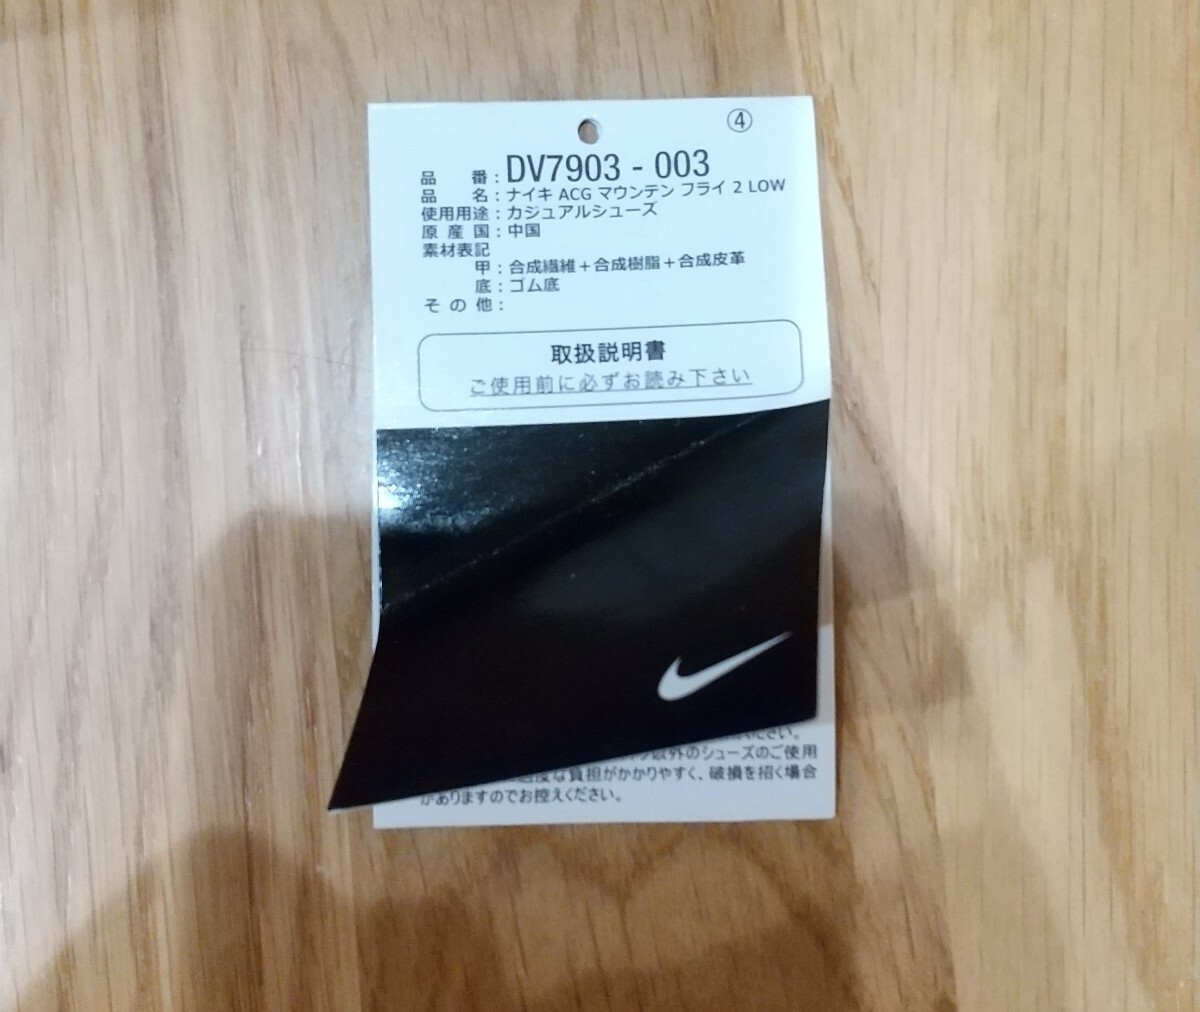 ④
品番：DV7903 - 003
品名：ナイキ ACG マウンテン フライ 2 LOW
使用用途：カジュアルシューズ
原産国：中国
素材表記
甲：合成繊維＋合成樹脂＋合成皮革
底：ゴム底
その他：
取扱説明書
ご使用前に必ずお読み下さい
ださい。
以外のシューズのご使用
な負担がかかりやすく、破損を招く場合
がありますのでお控えください。